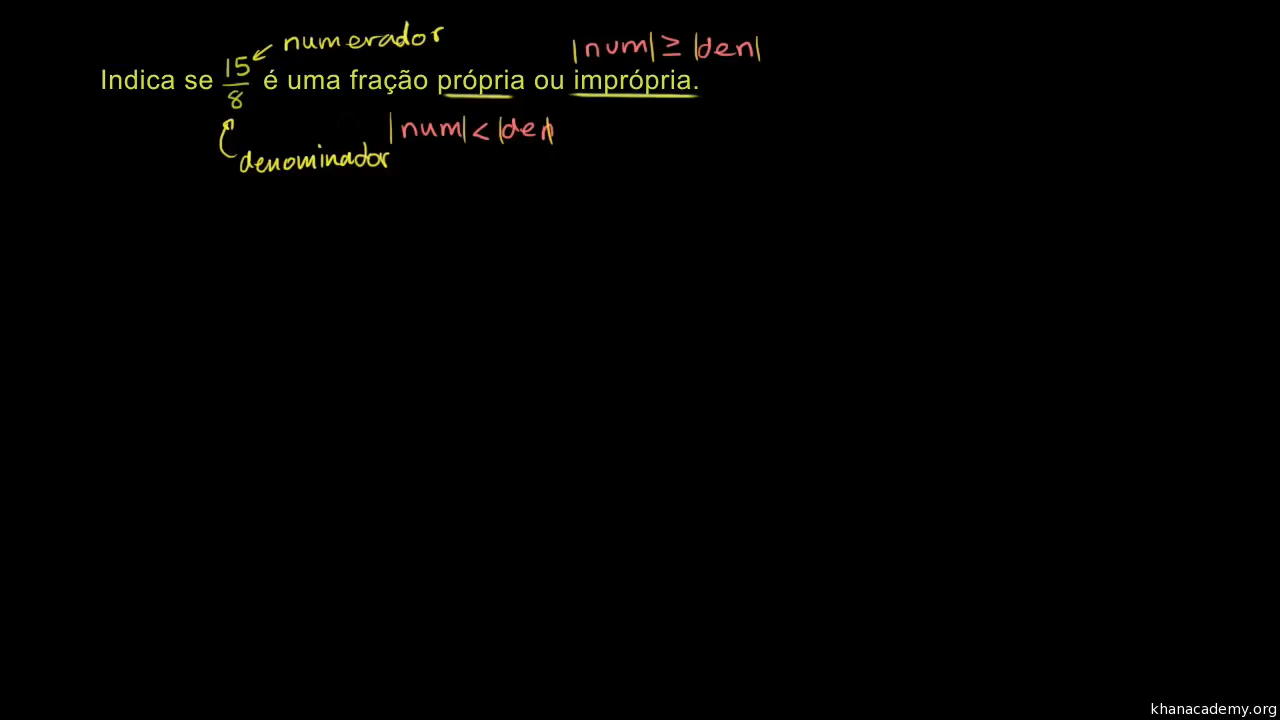 numerador
|num| ≥ |den|
Indica se 15/8 é uma fração própria ou imprópria.
|num| < |den|
denominador
khanacademy.org